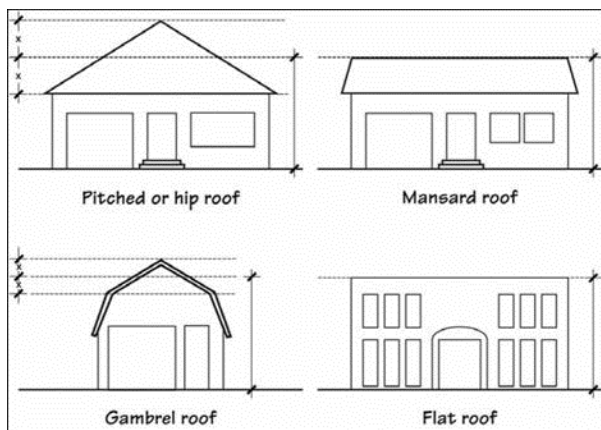 x
x
Pitched or hip roof
Mansard roof
x
x
Gambrel roof
Flat roof